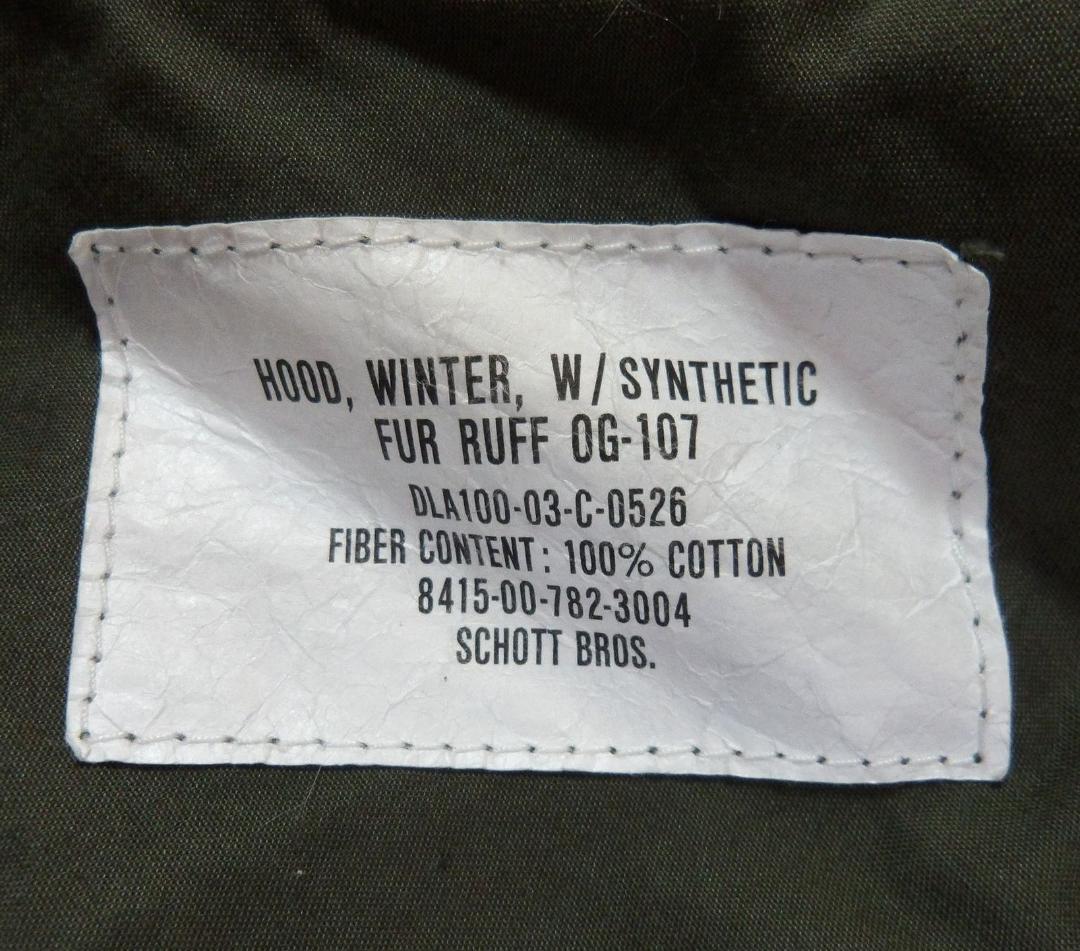 HOOD, WINTER, W/SYNTHETIC
FUR RUFF OG-107
DLA100-03-C-0526
FIBER CONTENT: 100% COTTON
8415-00-782-3004
SCHOTT BROS.